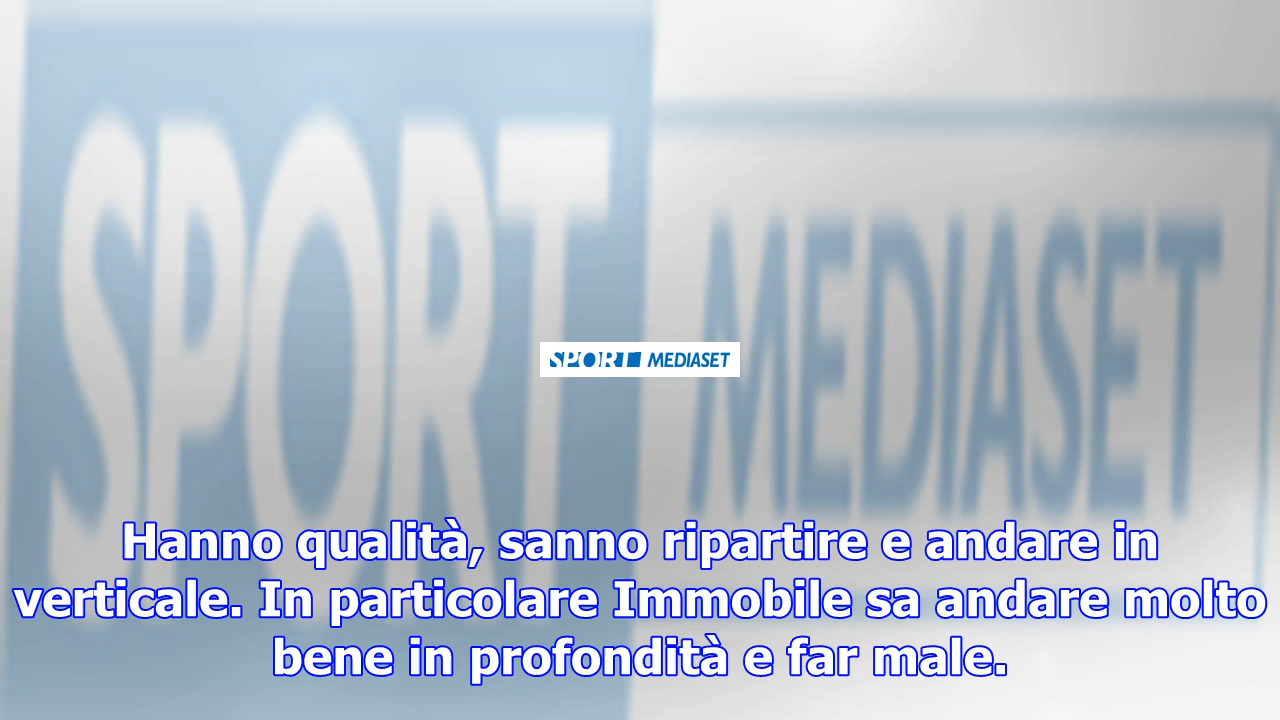 SPORT MEDIASET
SPORT MEDIASET
Hanno qualità, sanno ripartire e andare in
verticale. In particolare Immobile sa andare molto
bene in profondità e far male.